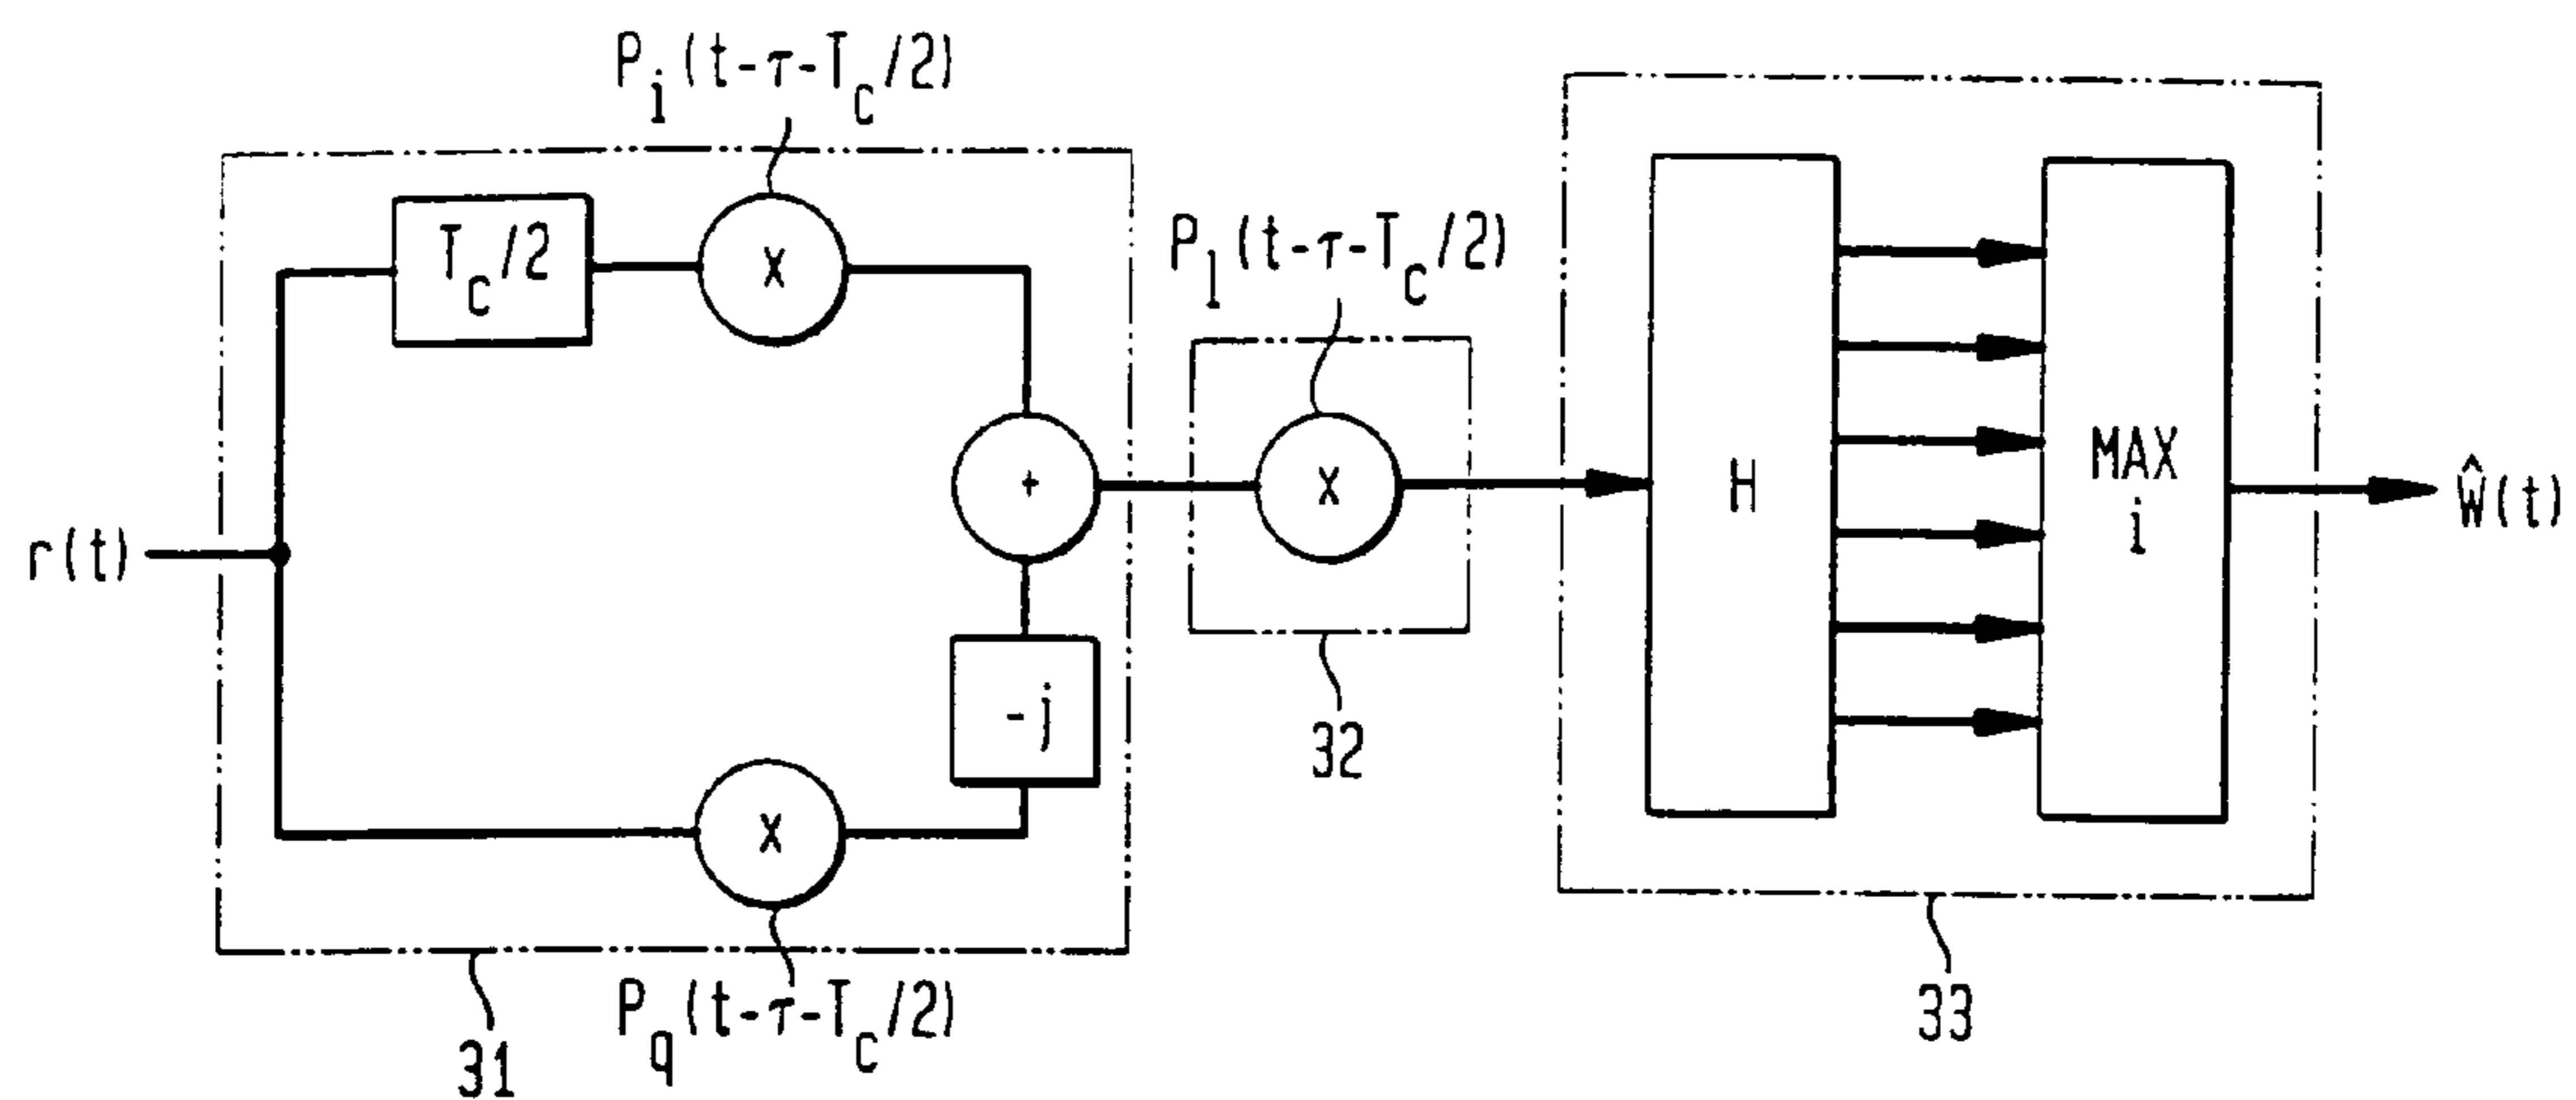 P_i(t-τ-T_c/2)
T_c/2
X
P_l(t-τ-T_c/2)
r(t)
+
X
-j
X
P_q(t-τ-T_c/2)
31
32
H
MAX
i
Ŵ(t)
33